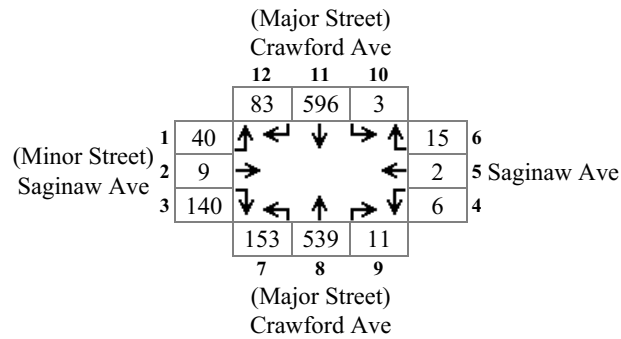 (Major Street)
Crawford Ave
12 11 10
83 596 3
1 40 15 6
(Minor Street)
Saginaw Ave
2 9 2 5 Saginaw Ave
3 140 6 4
153 539 11
7 8 9
(Major Street)
Crawford Ave